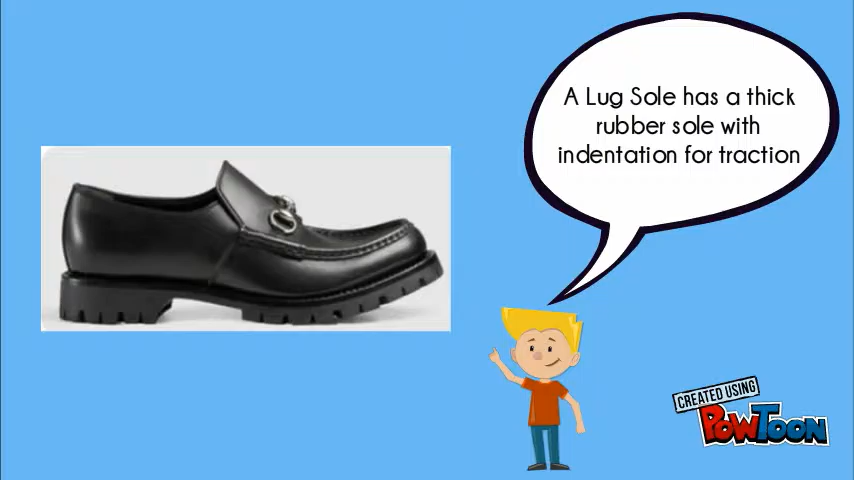 A Lug Sole has a thick
rubber sole with
indentation for traction
CREATED USING
POWTOON